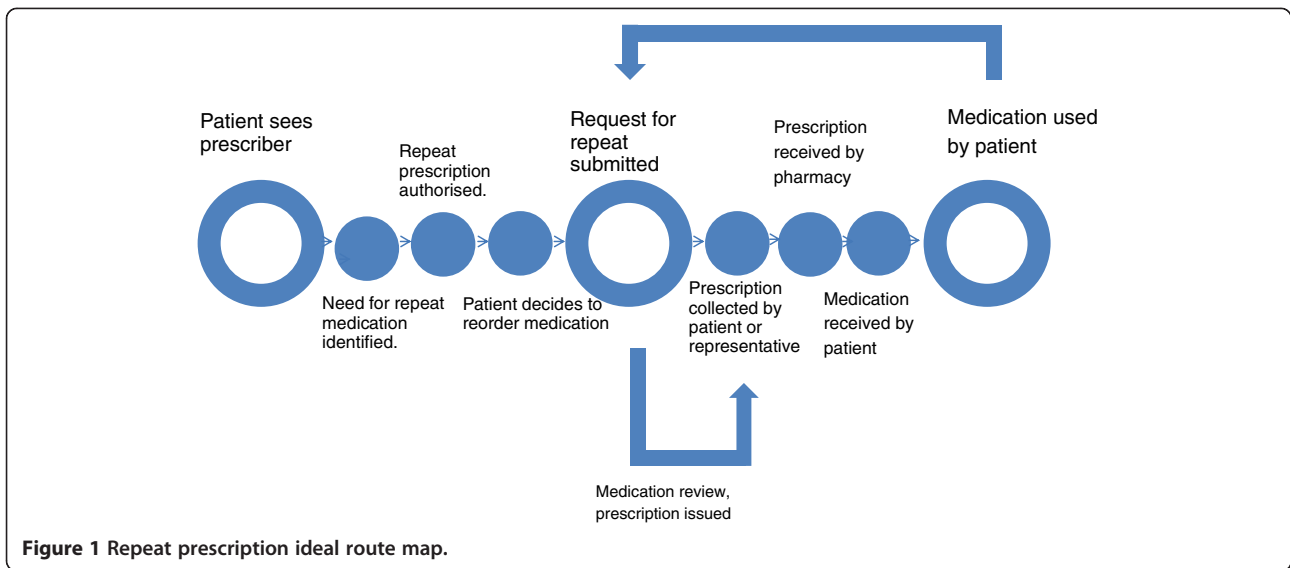 Patient sees
prescriber
Repeat
prescription
authorised.
Request for
repeat
submitted
Prescription
received by
pharmacy
Medication used
by patient
Need for repeat
medication
identified.
Patient decides to
reorder medication
Prescription
collected by
patient or
representative
Medication
received by
patient
Medication review,
prescription issued
Figure 1 Repeat prescription ideal route map.